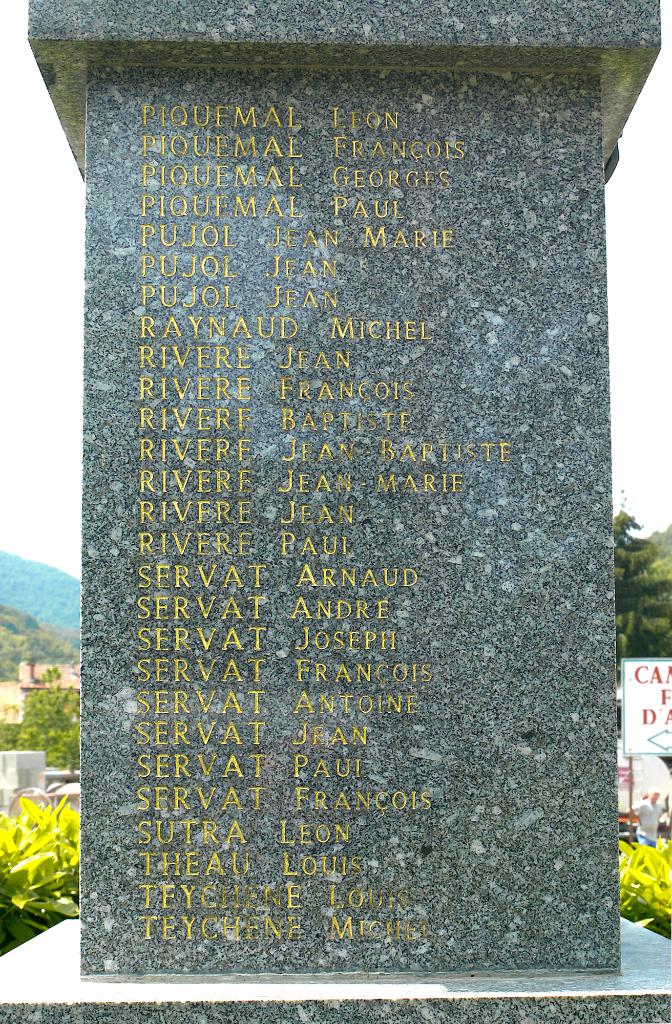 PIQUEMAL LEON
PIQUEMAL FRANÇOIS
PIQUEMAL GEORGES
PIQUEMAL PAUL
PUJOL JEAN-MARIE
PUJOL JEAN
PUJOL JEAN
RAYNAUD MICHEL
RIVERE JEAN
RIVERE FRANÇOIS
RIVERE BAPTISTE
RIVERE JEAN-BAPTISTE
RIVERE JEAN-MARIE
RIVERE JEAN
RIVERE PAUL
SERVAT ARNAUD
SERVAT ANDRE
SERVAT JOSEPH
SERVAT FRANÇOIS
SERVAT ANTOINE
SERVAT JEAN
SERVAT PAUL
SERVAT FRANÇOIS
SUTRA LEON
THEAU LOUIS
TEYCHENE LOUIS
TEYCHENE MICHEL
CAM
F
D'A